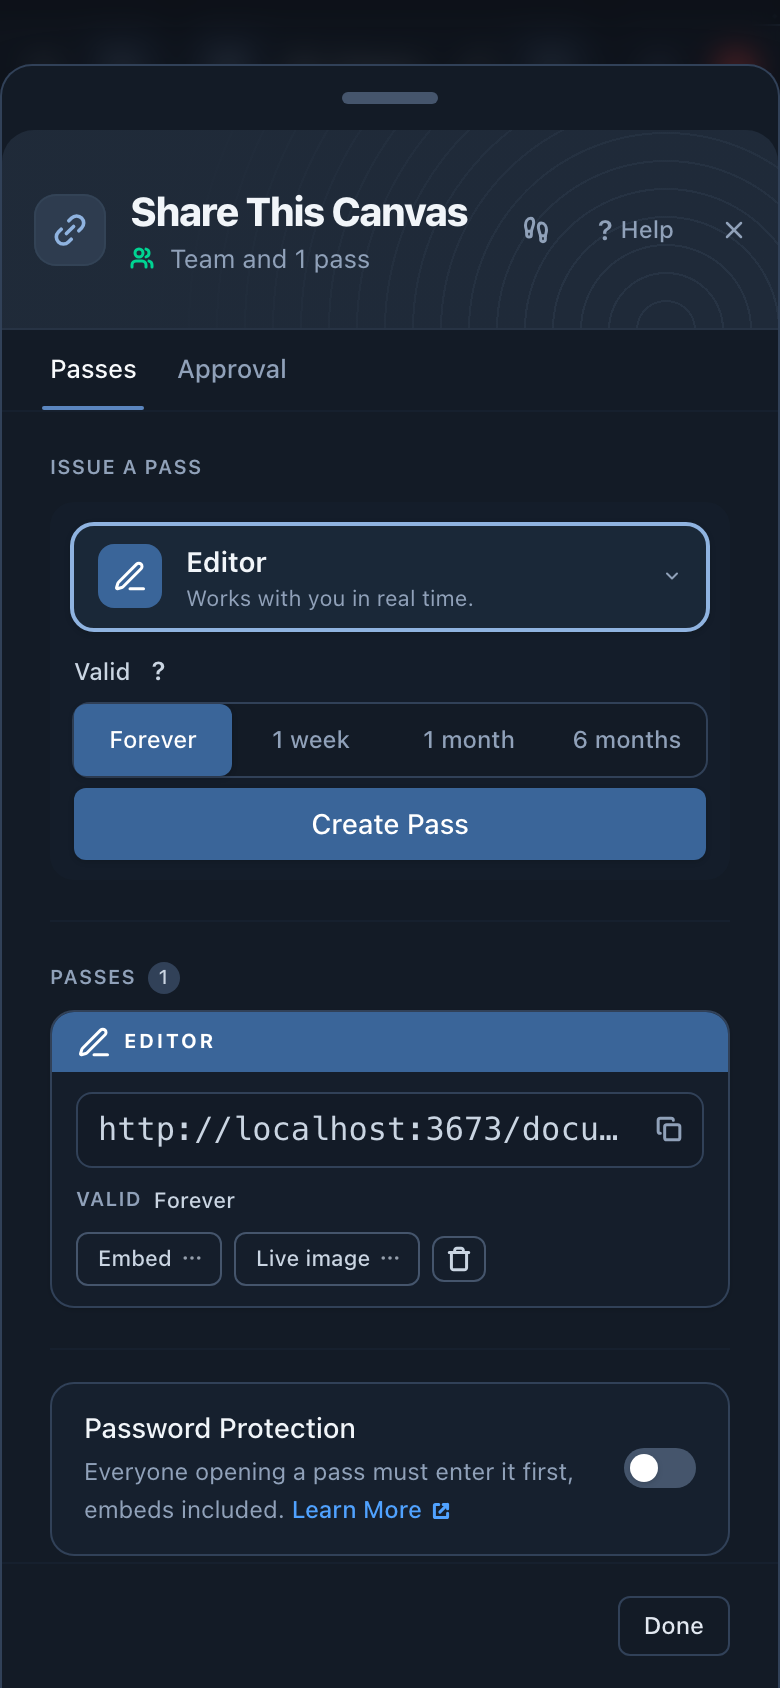 Share This Canvas
Team and 1 pass
? Help
Passes
Approval
ISSUE A PASS
Editor
Works with you in real time.
Valid ?
Forever
1 week
1 month
6 months
Create Pass
PASSES 1
EDITOR
http://localhost:3673/docu…
VALID Forever
Embed ···
Live image ···
Password Protection
Everyone opening a pass must enter it first,
embeds included. Learn More
Done